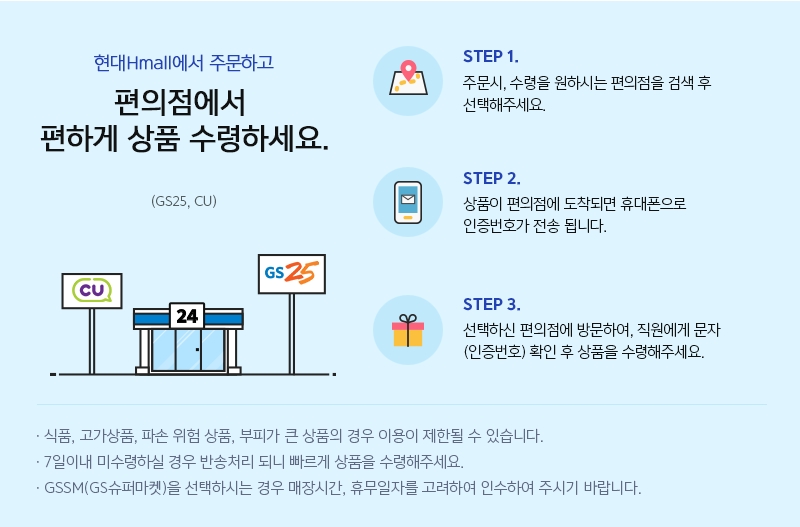 현대Hmall에서 주문하고
편의점에서
편하게 상품 수령하세요.
(GS25, CU)
CU
GS25
24
STEP 1.
주문시, 수령을 원하시는 편의점을 검색 후
선택해주세요.
STEP 2.
상품이 편의점에 도착되면 휴대폰으로
인증번호가 전송 됩니다.
STEP 3.
선택하신 편의점에 방문하여, 직원에게 문자
(인증번호) 확인 후 상품을 수령해주세요.
· 식품, 고가상품, 파손 위험 상품, 부피가 큰 상품의 경우 이용이 제한될 수 있습니다.
· 7일이내 미수령하실 경우 반송처리 되니 빠르게 상품을 수령해주세요.
· GSSM(GS슈퍼마켓)을 선택하시는 경우 매장시간, 휴무일자를 고려하여 인수하여 주시기 바랍니다.